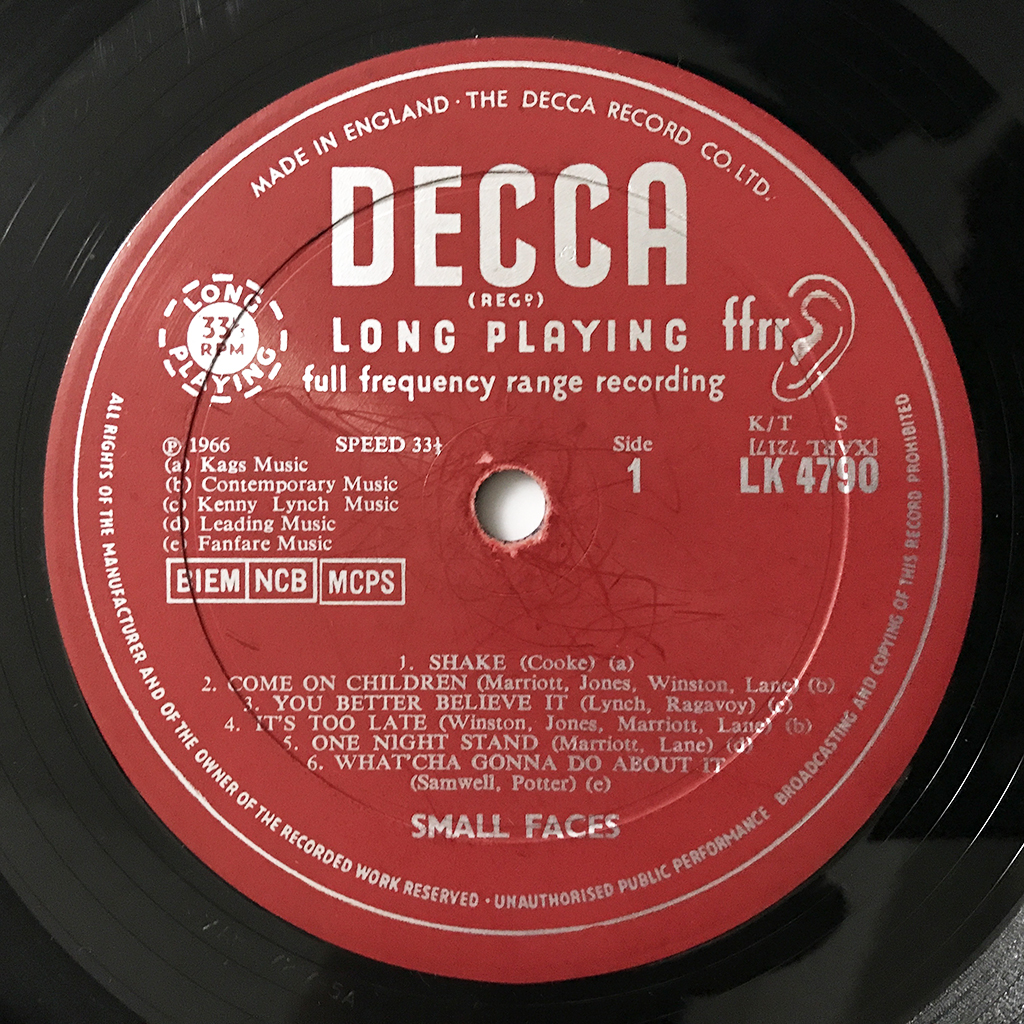 MADE IN ENGLAND · THE DECCA RECORD CO. LTD.
DECCA
(REGD)
LONG PLAYING
ffrr
full frequency range recording
LONG
33⅓
RPM
PLAYING
K/T S
℗ 1966
SPEED 33⅓
Side
[XARL 7217]
1
LK 4790
(a) Kags Music
(b) Contemporary Music
(c) Kenny Lynch Music
(d) Leading Music
(e) Fanfare Music
BIEM NCB MCPS
1. SHAKE (Cooke) (a)
2. COME ON CHILDREN (Marriott, Jones, Winston, Lane) (b)
3. YOU BETTER BELIEVE IT (Lynch, Ragavoy) (c)
4. IT'S TOO LATE (Winston, Jones, Marriott, Lane) (b)
5. ONE NIGHT STAND (Marriott, Lane) (d)
6. WHAT'CHA GONNA DO ABOUT IT
(Samwell, Potter) (e)
SMALL FACES
ALL RIGHTS OF THE MANUFACTURER AND OF THE OWNER OF THE RECORDED WORK RESERVED · UNAUTHORISED PUBLIC PERFORMANCE BROADCASTING AND COPYING OF THIS RECORD PROHIBITED